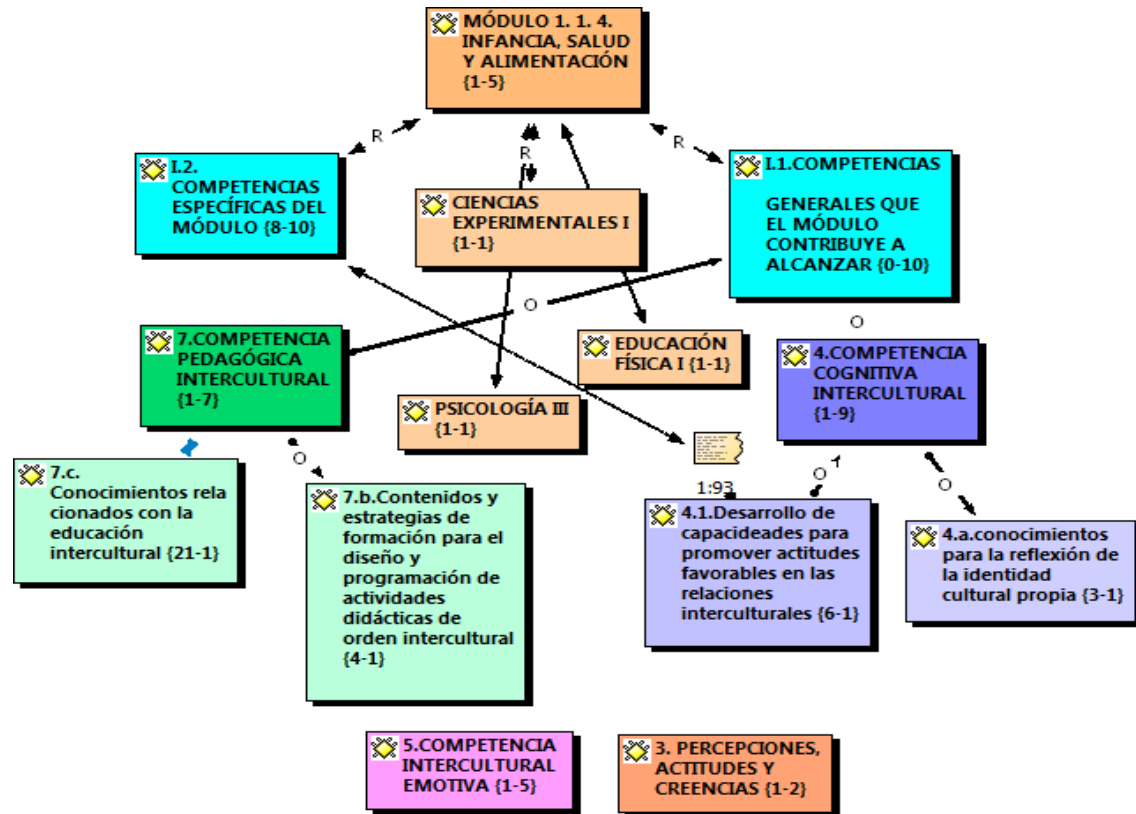 MÓDULO 1. 1. 4.
INFANCIA, SALUD
Y ALIMENTACIÓN
{1-5}
R
R
R
I.2.
COMPETENCIAS
ESPECÍFICAS DEL
MÓDULO {8-10}
CIENCIAS
EXPERIMENTALES I
{1-1}
I.1.COMPETENCIAS
GENERALES QUE
EL MÓDULO
CONTRIBUYE A
ALCANZAR {0-10}
O
O
7.COMPETENCIA
PEDAGÓGICA
INTERCULTURAL
{1-7}
EDUCACIÓN
FÍSICA I {1-1}
4.COMPETENCIA
COGNITIVA
INTERCULTURAL
{1-9}
PSICOLOGÍA III
{1-1}
O
O
O
7.c.
Conocimientos rela
cionados con la
educación
intercultural {21-1}
7.b.Contenidos y
estrategias de
formación para el
diseño y
programación de
actividades
didácticas de
orden intercultural
{4-1}
1:93
4.1.Desarrollo de
capacideades para
promover actitudes
favorables en las
relaciones
interculturales {6-1}
4.a.conocimientos
para la reflexión de
la identidad
cultural propia {3-1}
5.COMPETENCIA
INTERCULTURAL
EMOTIVA {1-5}
3. PERCEPCIONES,
ACTITUDES Y
CREENCIAS {1-2}